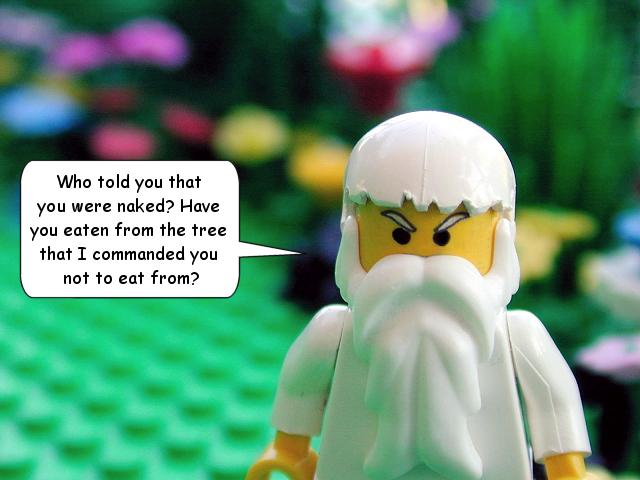 Who told you that
you were naked? Have
you eaten from the tree
that I commanded you
not to eat from?